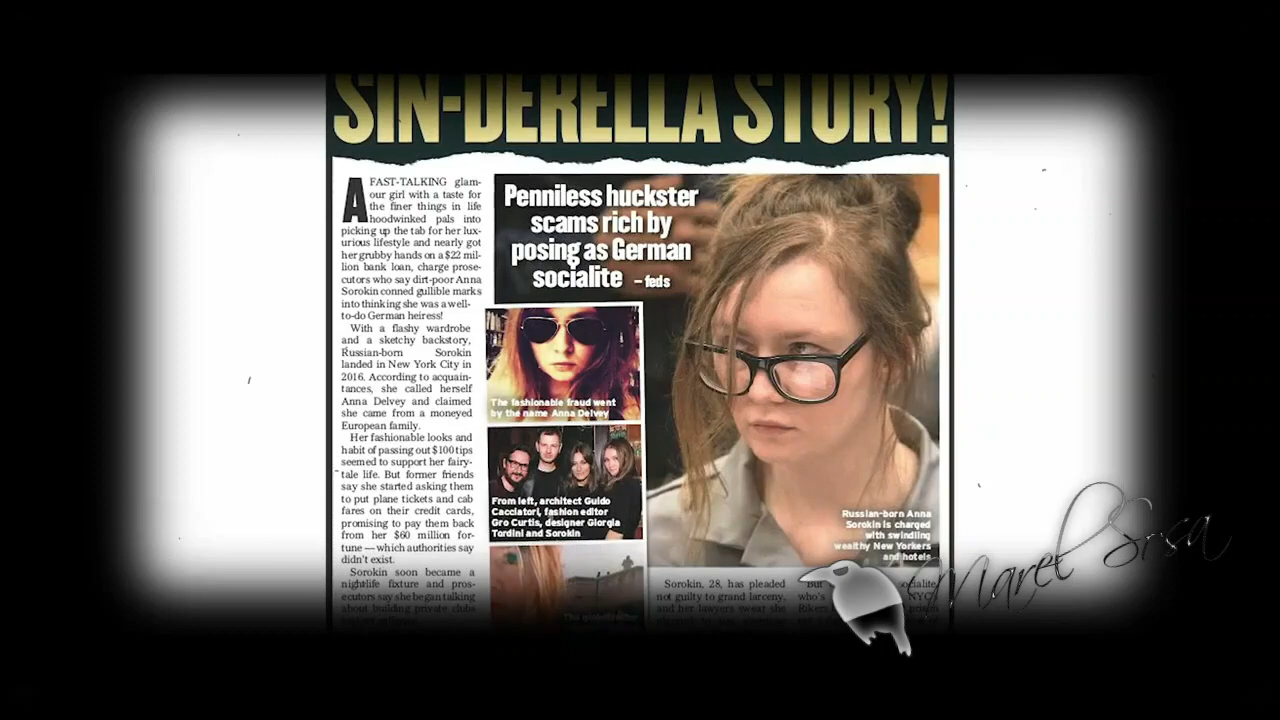 SIN-DERELLA STORY!
A FAST-TALKING glam-
our girl with a taste for
the finer things in life
hoodwinked pals into
picking up the tab for her lux-
urious lifestyle and nearly got
her grubby hands on a $22 mil-
lion bank loan, charge prose-
cutors who say dirt-poor Anna
Sorokin conned gullible marks
into thinking she was a well-
to-do German heiress!
With a flashy wardrobe
and a sketchy backstory,
Russian-born Sorokin
landed in New York City in
2016. According to acquain-
tances, she called herself
Anna Delvey and claimed
she came from a moneyed
European family.
Her fashionable looks and
habit of passing out $100 tips
seemed to support her fairy-
tale life. But former friends
say she started asking them
to put plane tickets and cab
fares on their credit cards,
promising to pay them back
from her $60 million for-
tune — which authorities say
didn't exist.
Sorokin soon became a
nightlife fixture and pros-
ecutors say she began talking
about building private clubs
Penniless huckster
scams rich by
posing as German
socialite – feds
The fashionable fraud went
by the name Anna Delvey
From left, architect Guido
Cacciatori, fashion editor
Gro Curtis, designer Giorgia
Tordini and Sorokin
Russian-born Anna
Sorokin is charged
with swindling
wealthy New Yorkers
and hotels
Sorokin, 28, has pleaded
not guilty to grand larceny,
and her lawyers swear she
But
who's
Rikers
Marel Srsa